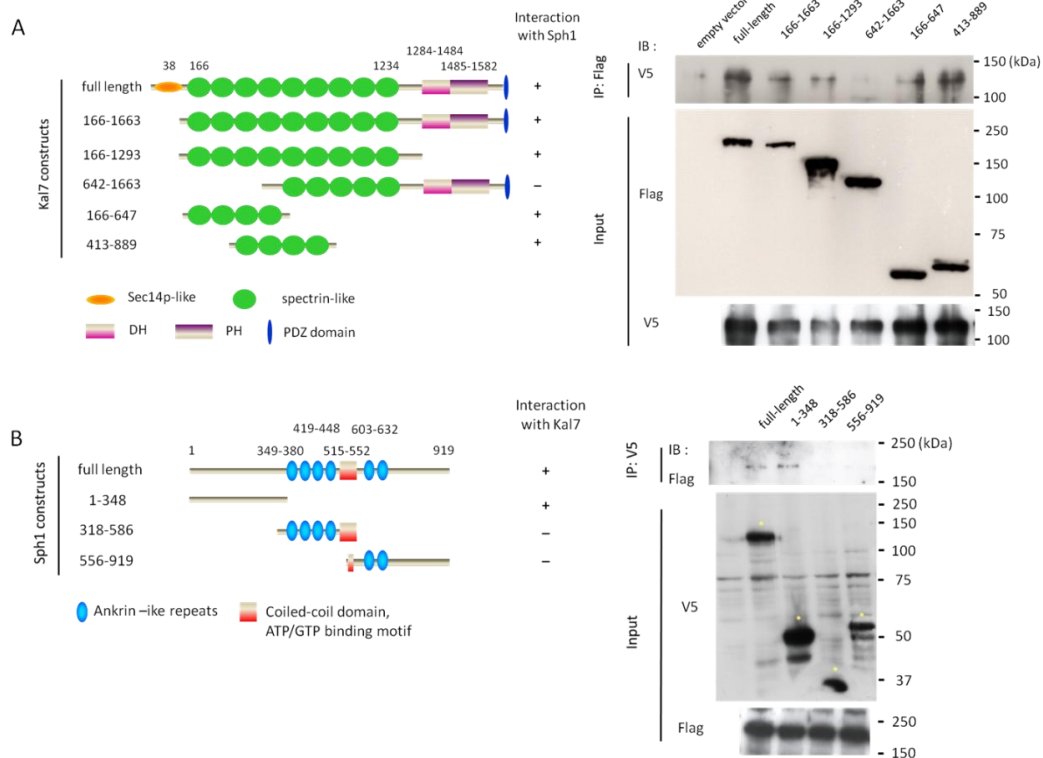 A
Interaction
with Sph1
1284-1484
38 166 1234 1485-1582
Kal7 constructs
full length +
166-1663 +
166-1293 +
642-1663 –
166-647 +
413-889 +
Sec14p-like spectrin-like
DH PH PDZ domain
empty vector full-length 166-1663 166-1293 642-1663 166-647 413-889
IB :
IP: Flag V5 150 (kDa)
100
Input
Flag
250
150
100
75
50
V5
150
100
B
Interaction
with Kal7
419-448 603-632
1 349-380 515-552 919
Sph1 constructs
full length +
1-348 +
318-586 –
556-919 –
Ankrin –like repeats Coiled-coil domain,
ATP/GTP binding motif
full-length 1-348 318-586 556-919
IP: V5 IB : 250 (kDa)
Flag 150
Input
V5
250
150
100
75
50
37
Flag
250
150